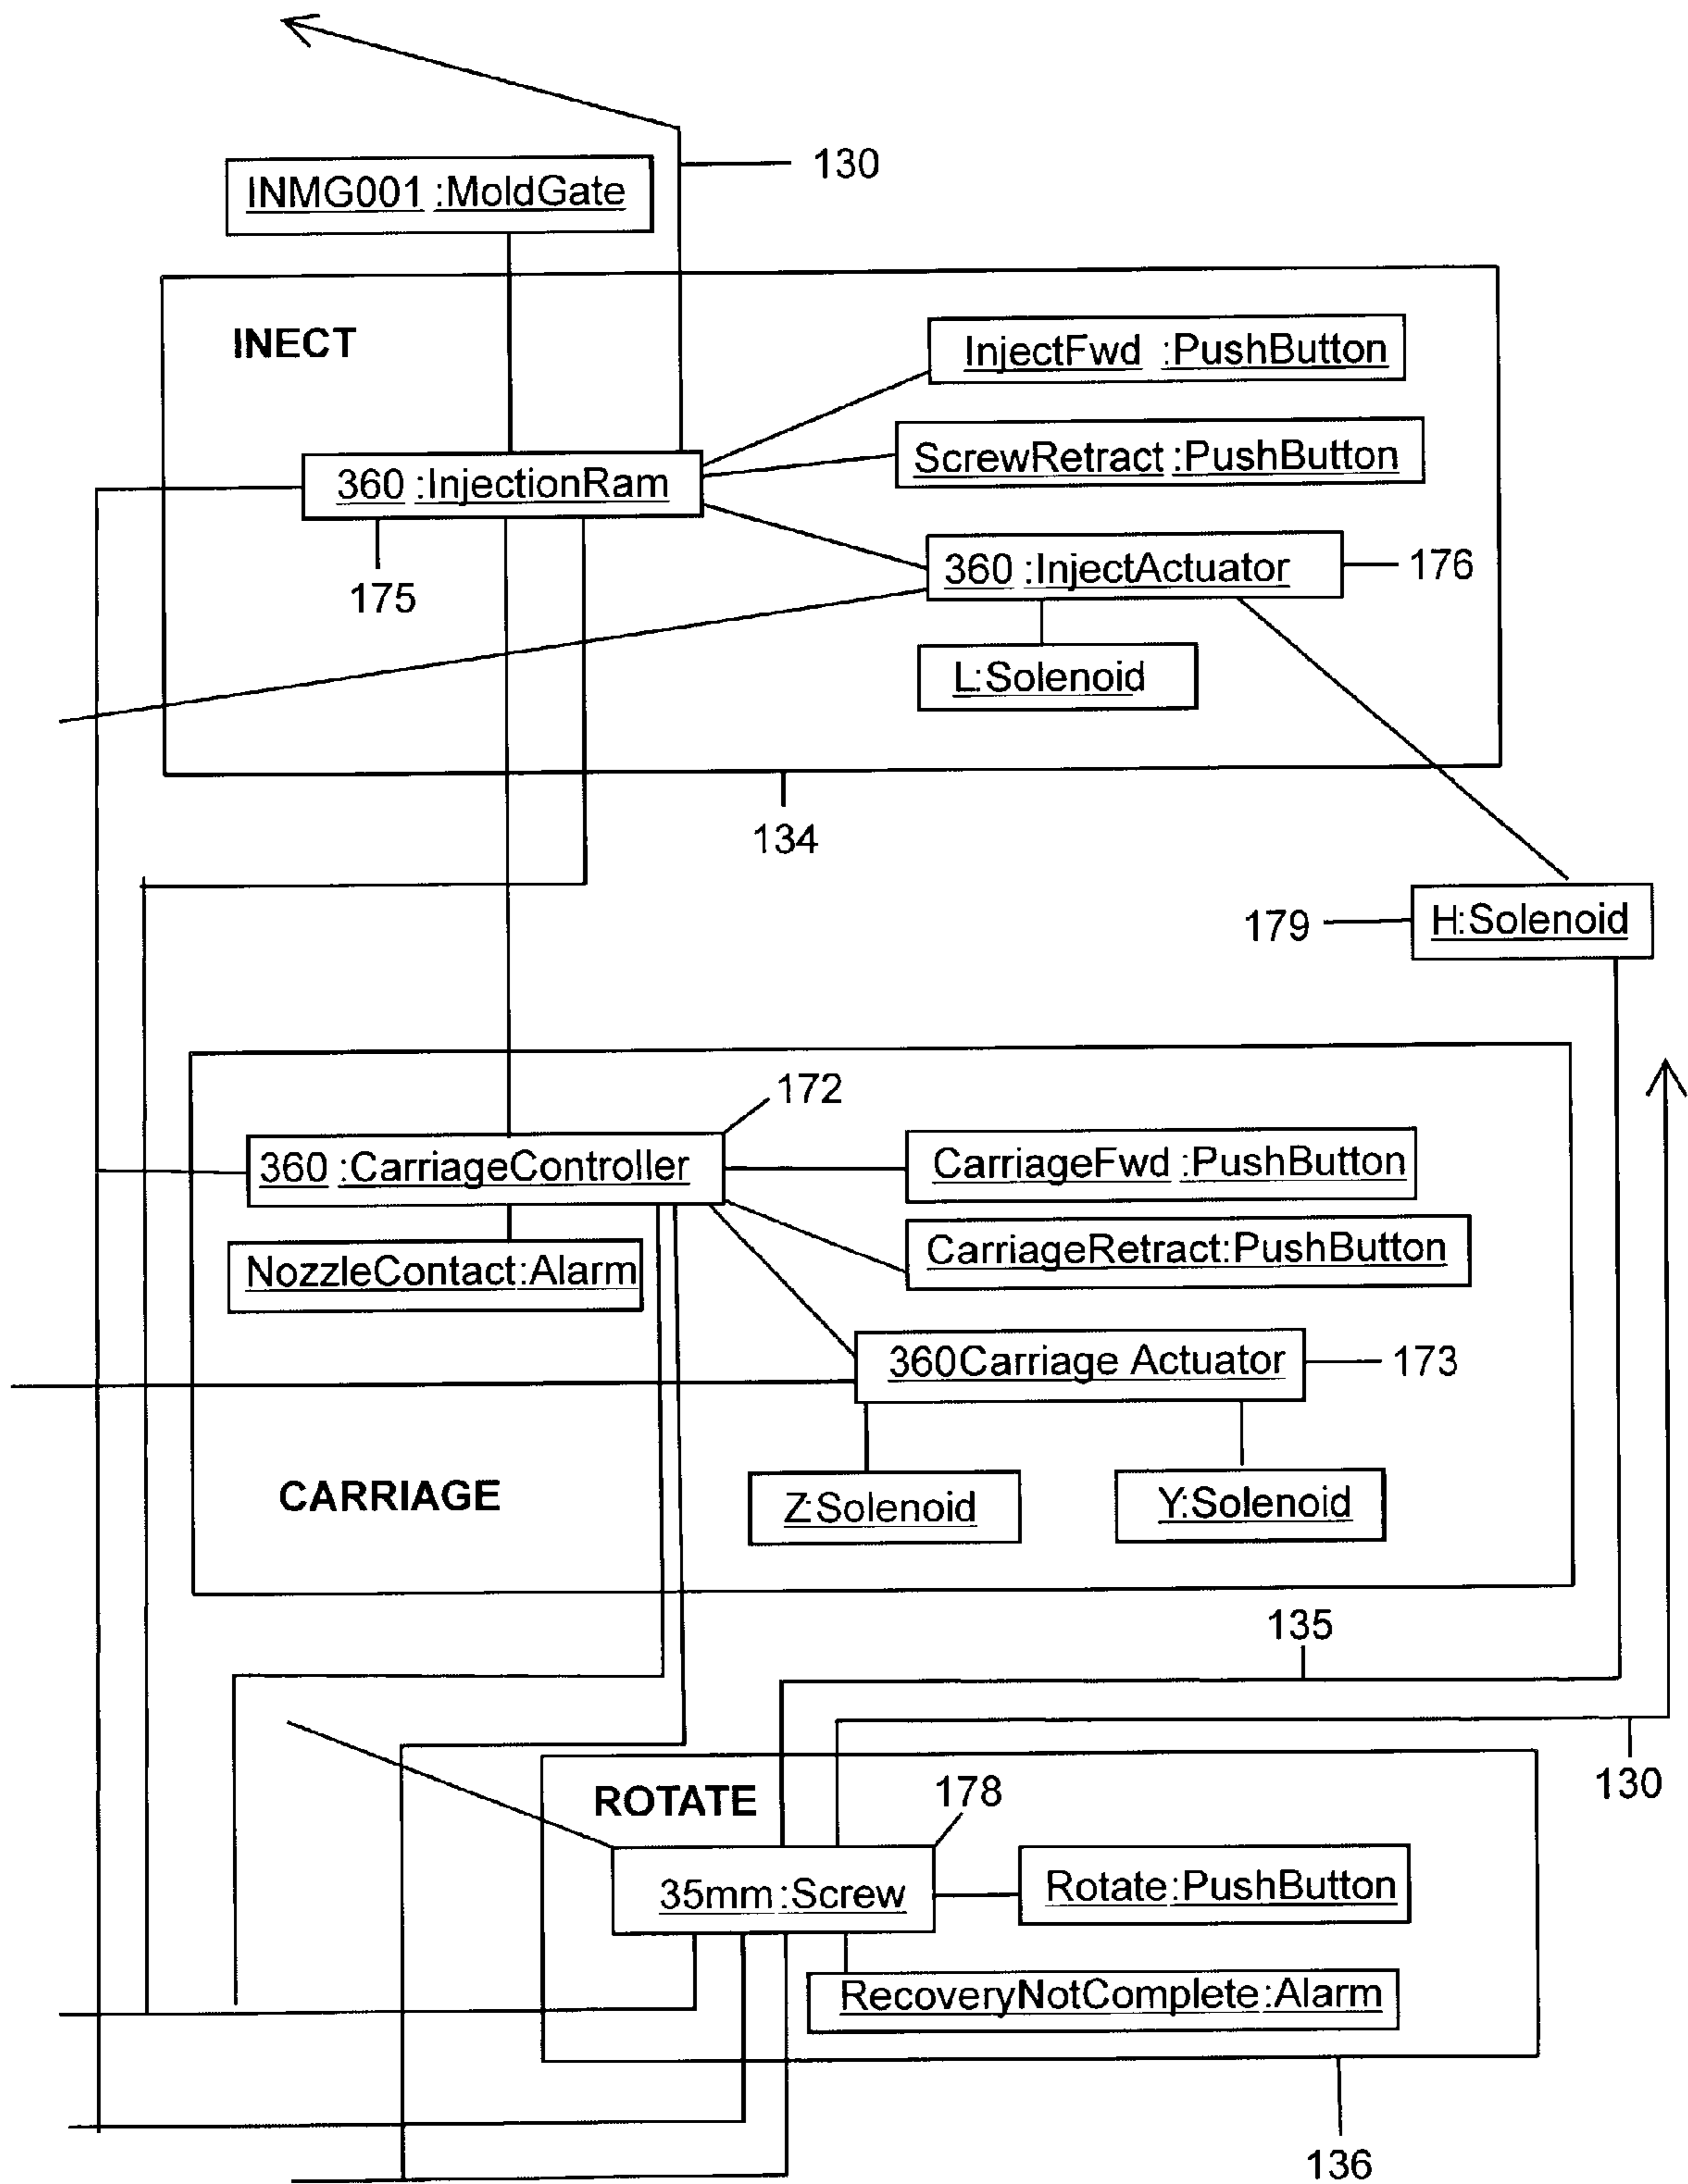 130
INMG001 :MoldGate
INECT
InjectFwd :PushButton
ScrewRetract :PushButton
360 :InjectionRam
360 :InjectActuator
176
175
L:Solenoid
134
179
H:Solenoid
172
360 :CarriageController
CarriageFwd :PushButton
CarriageRetract:PushButton
NozzleContact:Alarm
360Carriage Actuator
173
CARRIAGE
Z:Solenoid
Y:Solenoid
135
130
ROTATE
178
35mm :Screw
Rotate:PushButton
RecoveryNotComplete:Alarm
136